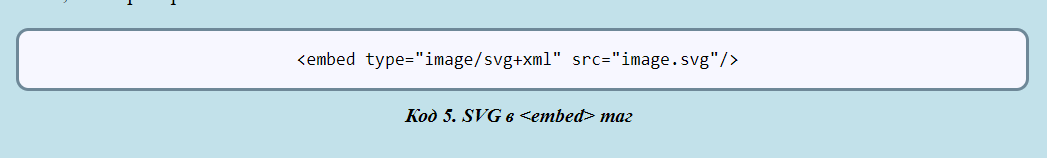 <embed type="image/svg+xml" src="image.svg"/>
Код 5. SVG в <embed> таг